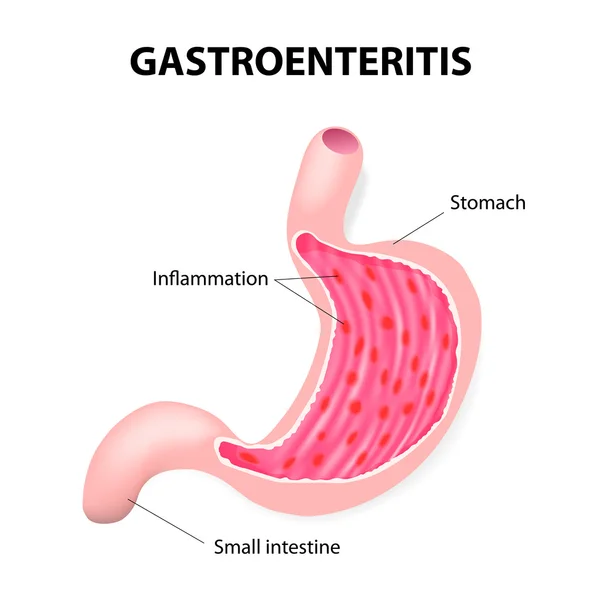 GASTROENTERITIS
Stomach
Inflammation
Small intestine